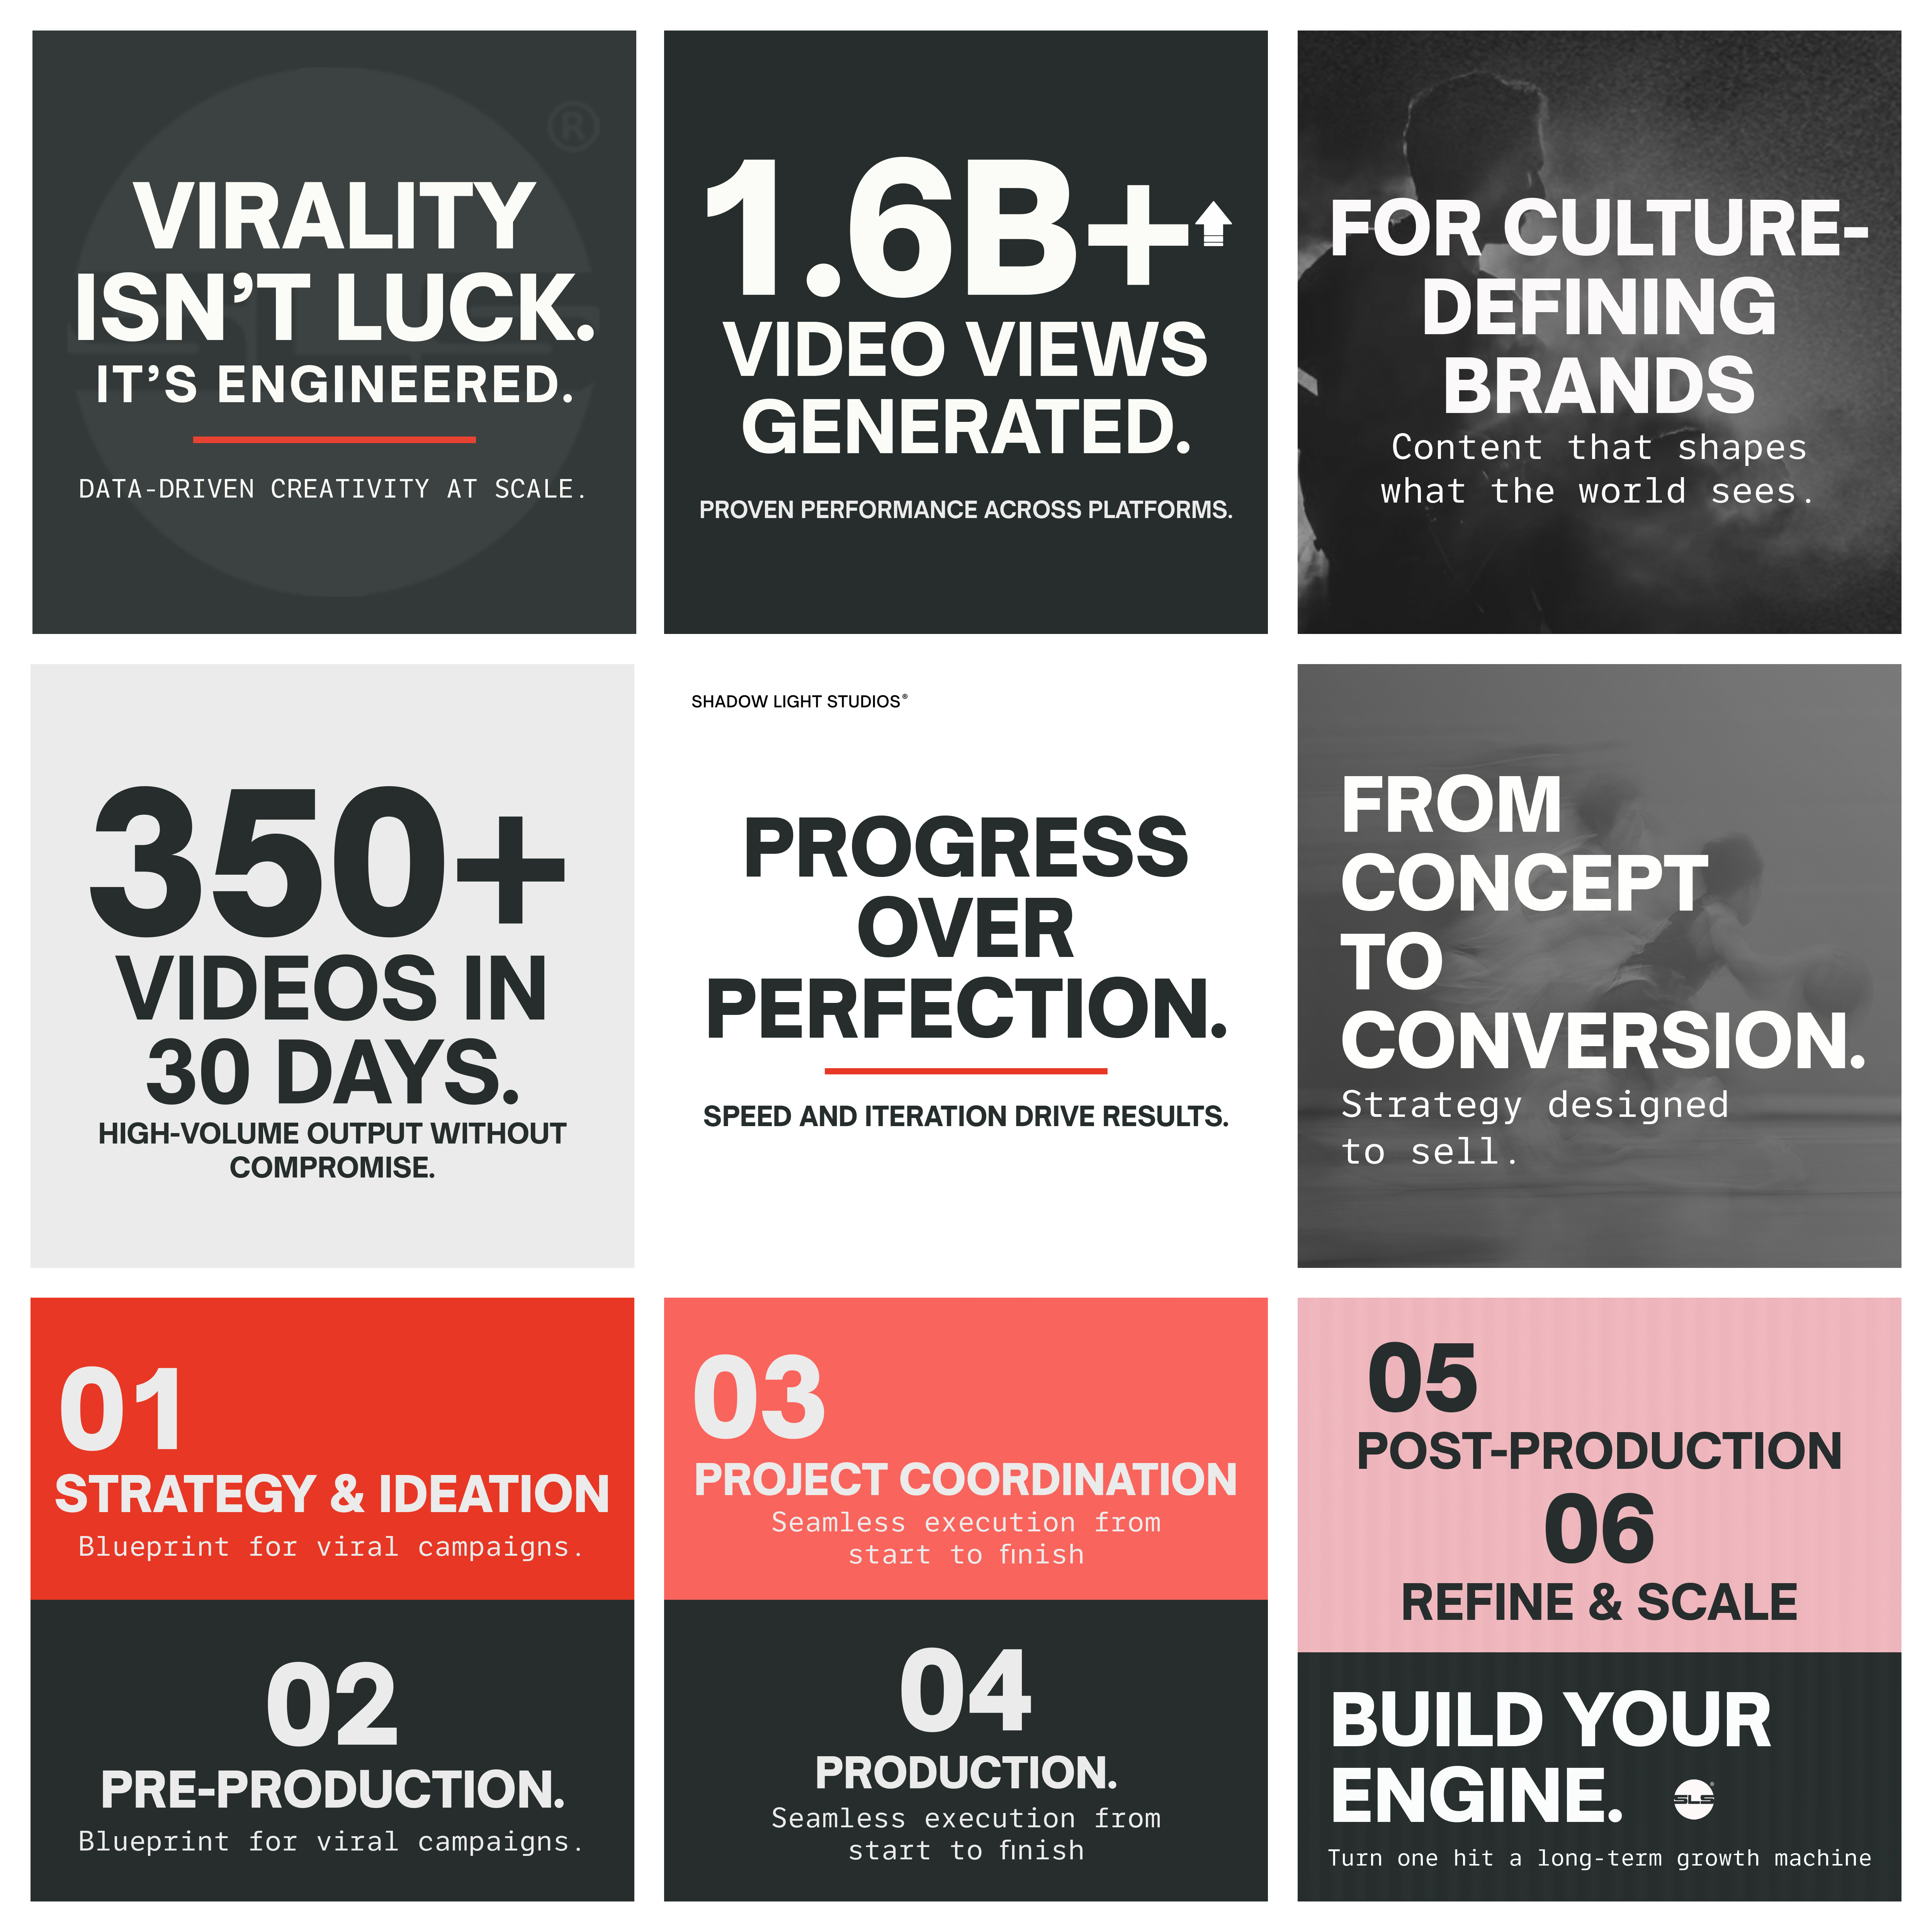 ®
VIRALITY
ISN’T LUCK.
IT’S ENGINEERED.
DATA-DRIVEN CREATIVITY AT SCALE.
1.6B+
VIDEO VIEWS
GENERATED.
PROVEN PERFORMANCE ACROSS PLATFORMS.
FOR CULTURE-
DEFINING
BRANDS
Content that shapes
what the world sees.
350+
VIDEOS IN
30 DAYS.
HIGH-VOLUME OUTPUT WITHOUT
COMPROMISE.
SHADOW LIGHT STUDIOS®
PROGRESS
OVER
PERFECTION.
SPEED AND ITERATION DRIVE RESULTS.
FROM
CONCEPT
TO
CONVERSION.
Strategy designed
to sell.
01
STRATEGY & IDEATION
Blueprint for viral campaigns.
02
PRE-PRODUCTION.
Blueprint for viral campaigns.
03
PROJECT COORDINATION
Seamless execution from
start to finish
04
PRODUCTION.
Seamless execution from
start to finish
05
POST-PRODUCTION
06
REFINE & SCALE
BUILD YOUR
ENGINE.
SLS®
Turn one hit a long-term growth machine